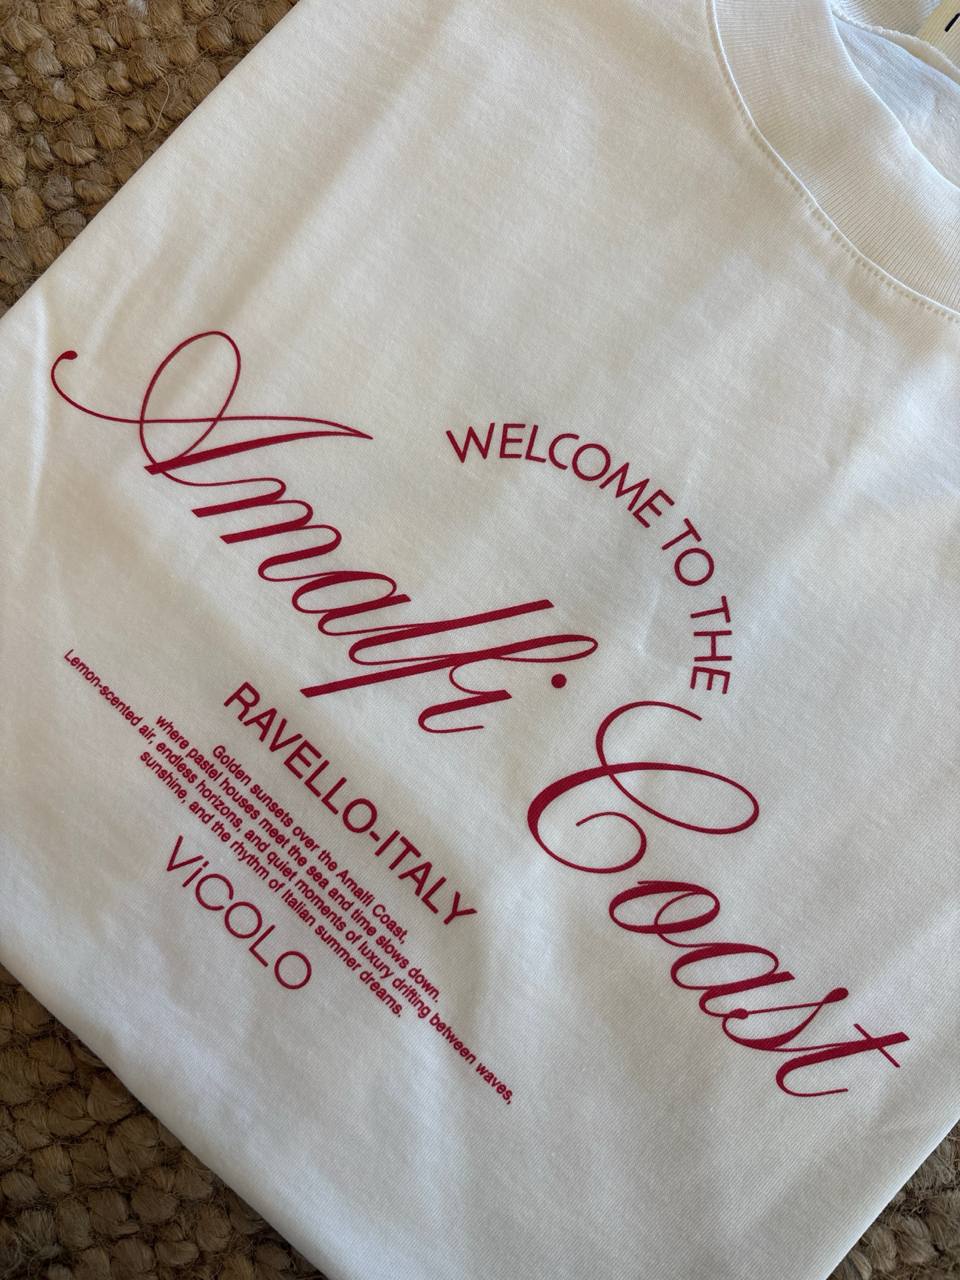 WELCOME TO THE
Amalfi Coast
RAVELLO-ITALY
Golden sunsets over the Amalfi Coast,
where pastel houses meet the sea and time slows down.
Lemon-scented air, endless horizons, and quiet moments of luxury drifting between waves,
sunshine, and the rhythm of Italian summer dreams.
ViCOLO